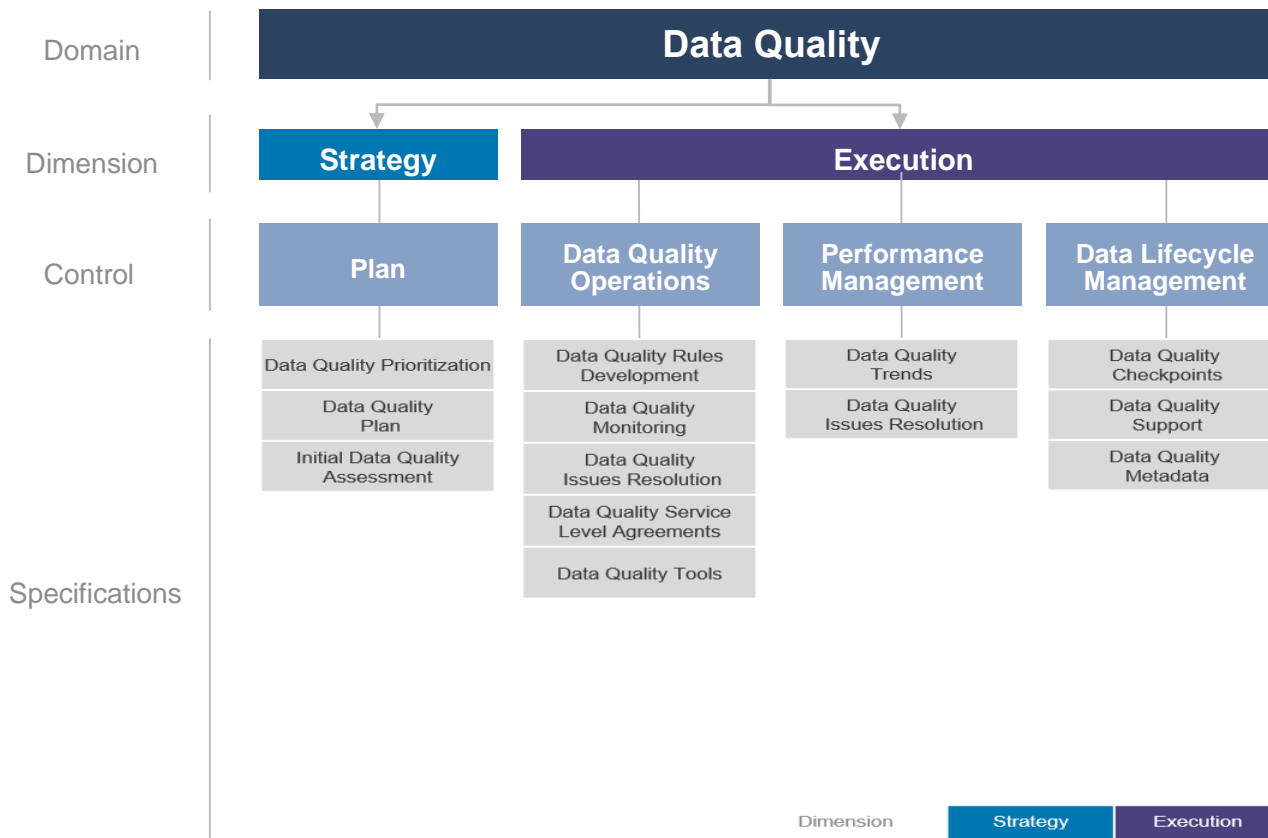 Domain
Data Quality
Dimension
Strategy
Execution
Control
Plan
Data Quality
Operations
Performance
Management
Data Lifecycle
Management
Specifications
Data Quality Prioritization
Data Quality
Plan
Initial Data Quality
Assessment
Data Quality Rules
Development
Data Quality
Monitoring
Data Quality
Issues Resolution
Data Quality Service
Level Agreements
Data Quality Tools
Data Quality
Trends
Data Quality
Issues Resolution
Data Quality
Checkpoints
Data Quality
Support
Data Quality
Metadata
Dimension
Strategy
Execution